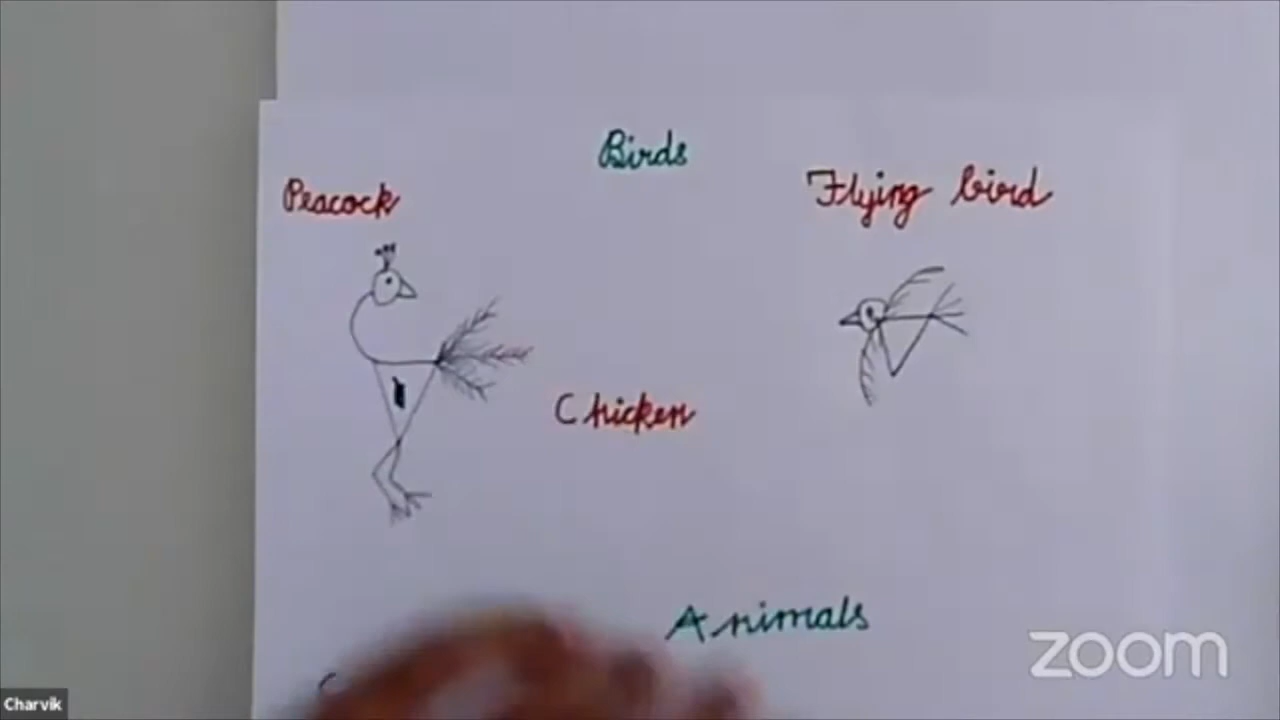 Birds
Peacock
Flying bird
Chicken
Animals
zoom
Charvik